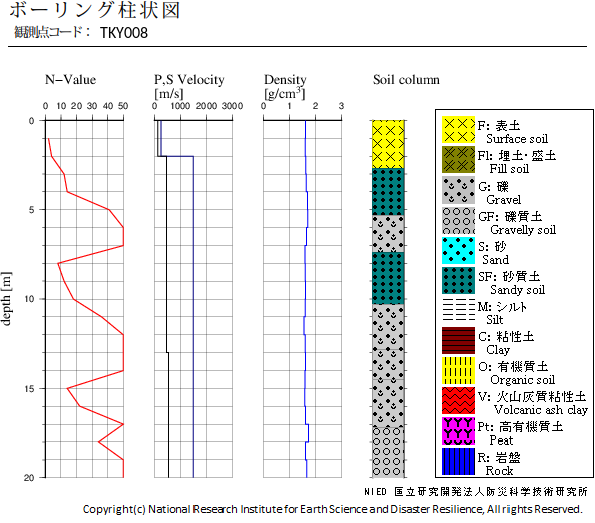 ボーリング柱状図
観測点コード： TKY008
N−Value P,S Velocity Density Soil column
[m/s] [g/cm3]
0 10 20 30 40 50 0 1000 2000 3000 0 1 2 3
0
5
10
15
20
depth [m]
F: 表土
Surface soil
Fl: 埋土・盛土
Fill soil
G: 礫
Gravel
GF: 礫質土
Gravelly soil
S: 砂
Sand
SF: 砂質土
Sandy soil
M: シルト
Silt
C: 粘性土
Clay
O: 有機質土
Organic soil
V: 火山灰質粘性土
Volcanic ash clay
Pt: 高有機質土
Peat
R: 岩盤
Rock
NIED 国立研究開発法人防災科学技術研究所
Copyright(c) National Research Institute for Earth Science and Disaster Resilience, All rights Reserved.